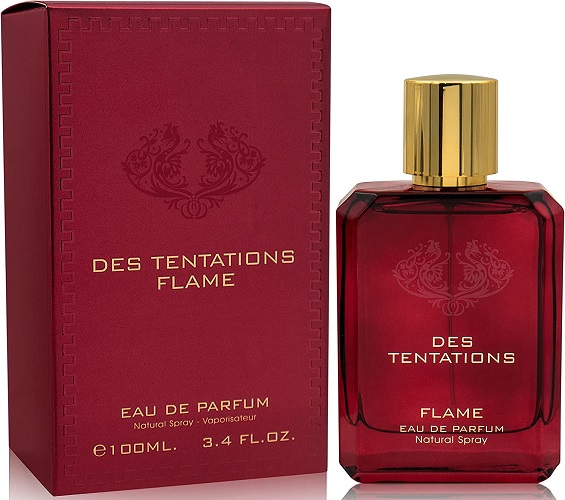 DES TENTATIONS
FLAME
EAU DE PARFUM
Natural Spray - Vaporisateur
℮100ML. 3.4 FL.OZ.
DES
TENTATIONS
FLAME
EAU DE PARFUM
Natural Spray